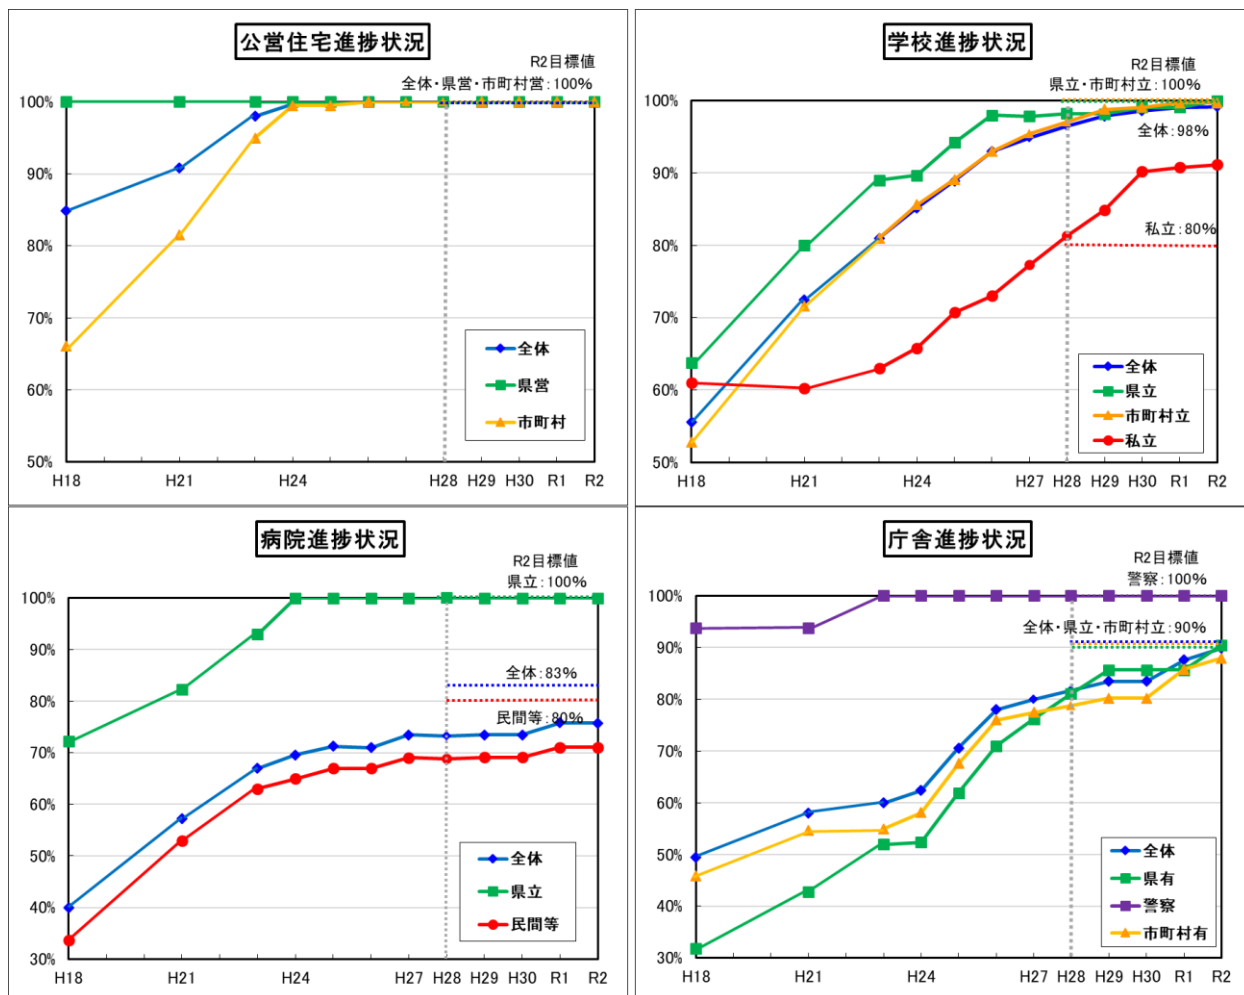 公営住宅進捗状況
R2目標値
全体・県営・市町村営：100%
100%
90%
80%
70%
60%
50%
H18
H21
H24
H28
H29
H30
R1
R2
全体
県営
市町村
学校進捗状況
R2目標値
県立・市町村立：100%
全体：98%
私立：80%
100%
90%
80%
70%
60%
50%
H18
H21
H24
H27
H28
H29
H30
R1
R2
全体
県立
市町村立
私立
病院進捗状況
R2目標値
県立：100%
全体：83%
民間等：80%
100%
90%
80%
70%
60%
50%
40%
30%
H18
H21
H24
H27
H28
H29
H30
R1
R2
全体
県立
民間等
庁舎進捗状況
R2目標値
警察：100%
全体・県立・市町村立：90%
100%
90%
80%
70%
60%
50%
40%
30%
H18
H21
H24
H27
H28
H29
H30
R1
R2
全体
県有
警察
市町村有